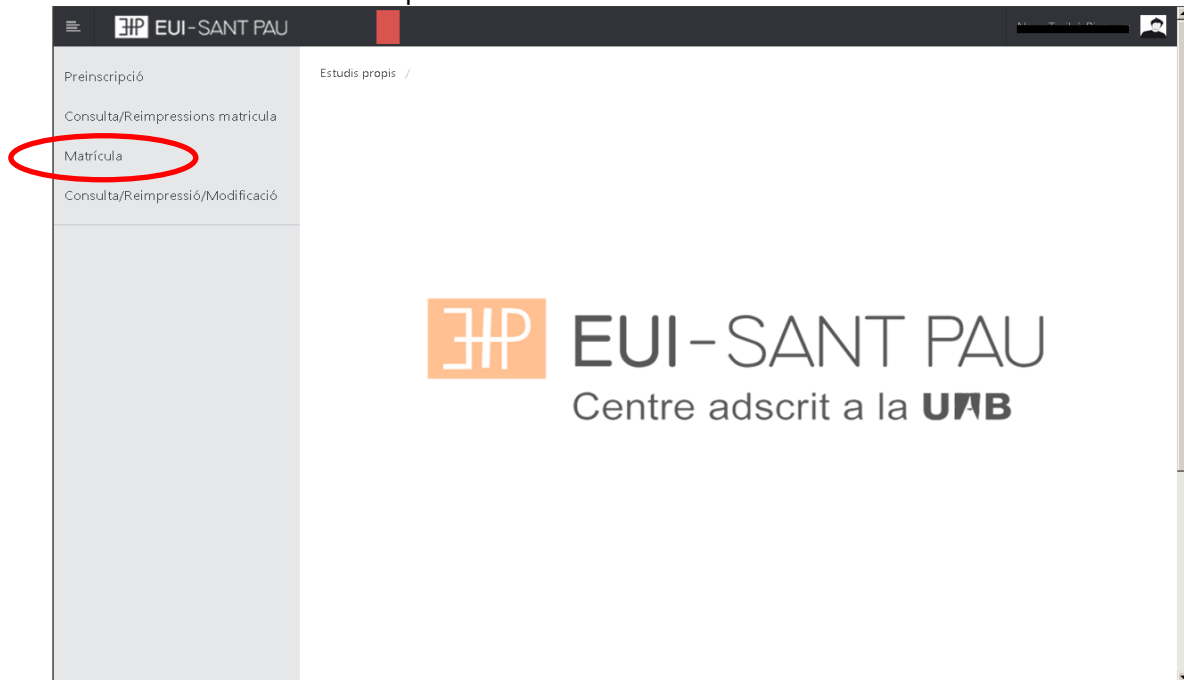 EUI-SANT PAU
Preinscripció
Estudis propis /
Consulta/Reimpressions matricula
Matrícula
Consulta/Reimpressió/Modificació
EUI-SANT PAU
Centre adscrit a la UAB